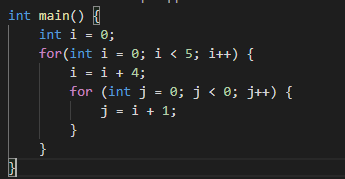 int main() {
int i = 0;
for(int i = 0; i < 5; i++) {
i = i + 4;
for (int j = 0; j < 0; j++) {
j = i + 1;
}
}
}